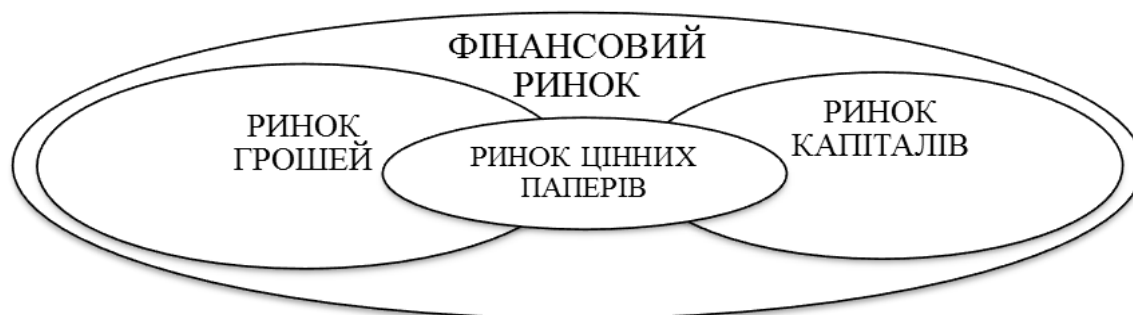 ФІНАНСОВИЙ
РИНОК
РИНОК
ГРОШЕЙ
РИНОК ЦІННИХ
ПАПЕРІВ
РИНОК
КАПІТАЛІВ